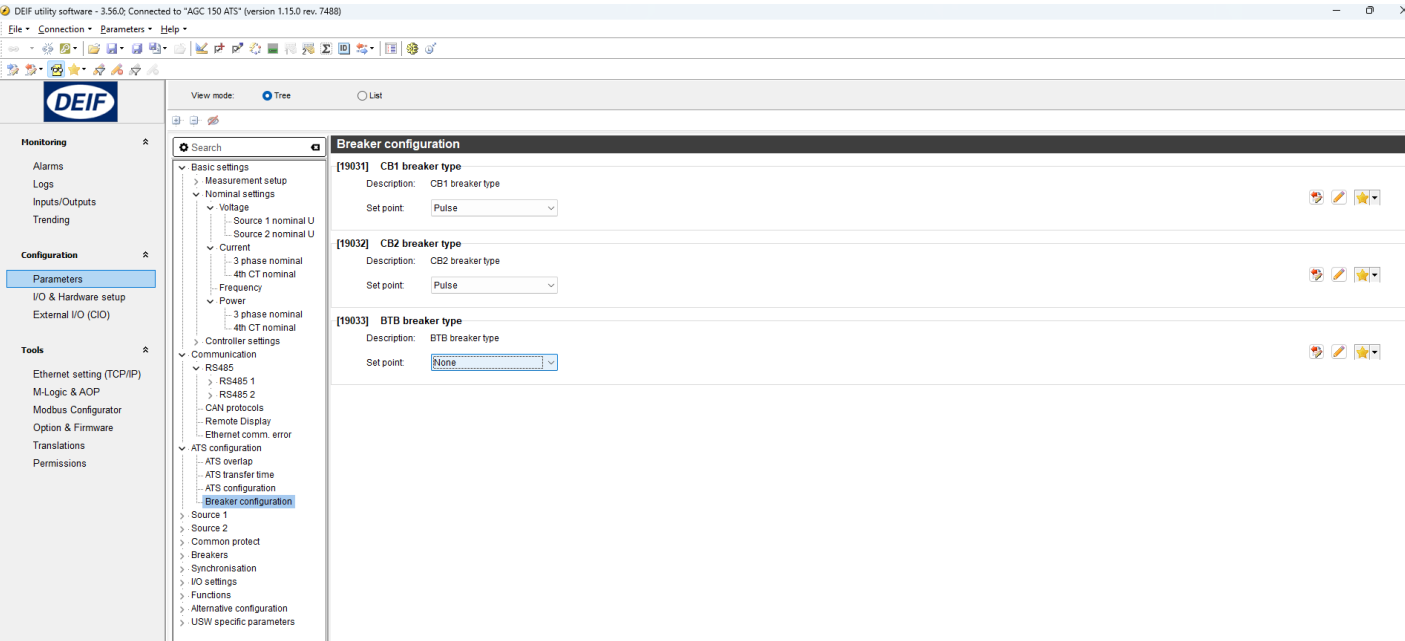 DEIF utility software - 3.56.0; Connected to "AGC 150 ATS" (version 1.15.0 rev. 7488)
File Connection Parameters Help
DEIF
Monitoring
Alarms
Logs
Inputs/Outputs
Trending
Configuration
Parameters
I/O & Hardware setup
External I/O (CIO)
Tools
Ethernet setting (TCP/IP)
M-Logic & AOP
Modbus Configurator
Option & Firmware
Translations
Permissions
View mode: Tree List
Search
Basic settings
Measurement setup
Nominal settings
Voltage
Source 1 nominal U
Source 2 nominal U
Current
3 phase nominal
4th CT nominal
Frequency
Power
3 phase nominal
4th CT nominal
Controller settings
Communication
RS485
RS485 1
RS485 2
CAN protocols
Remote Display
Ethernet comm. error
ATS configuration
ATS overlap
ATS transfer time
ATS configuration
Breaker configuration
Source 1
Source 2
Common protect
Breakers
Synchronisation
I/O settings
Functions
Alternative configuration
USW specific parameters
Breaker configuration
[19031] CB1 breaker type
Description: CB1 breaker type
Set point: Pulse
[19032] CB2 breaker type
Description: CB2 breaker type
Set point: Pulse
[19033] BTB breaker type
Description: BTB breaker type
Set point: None